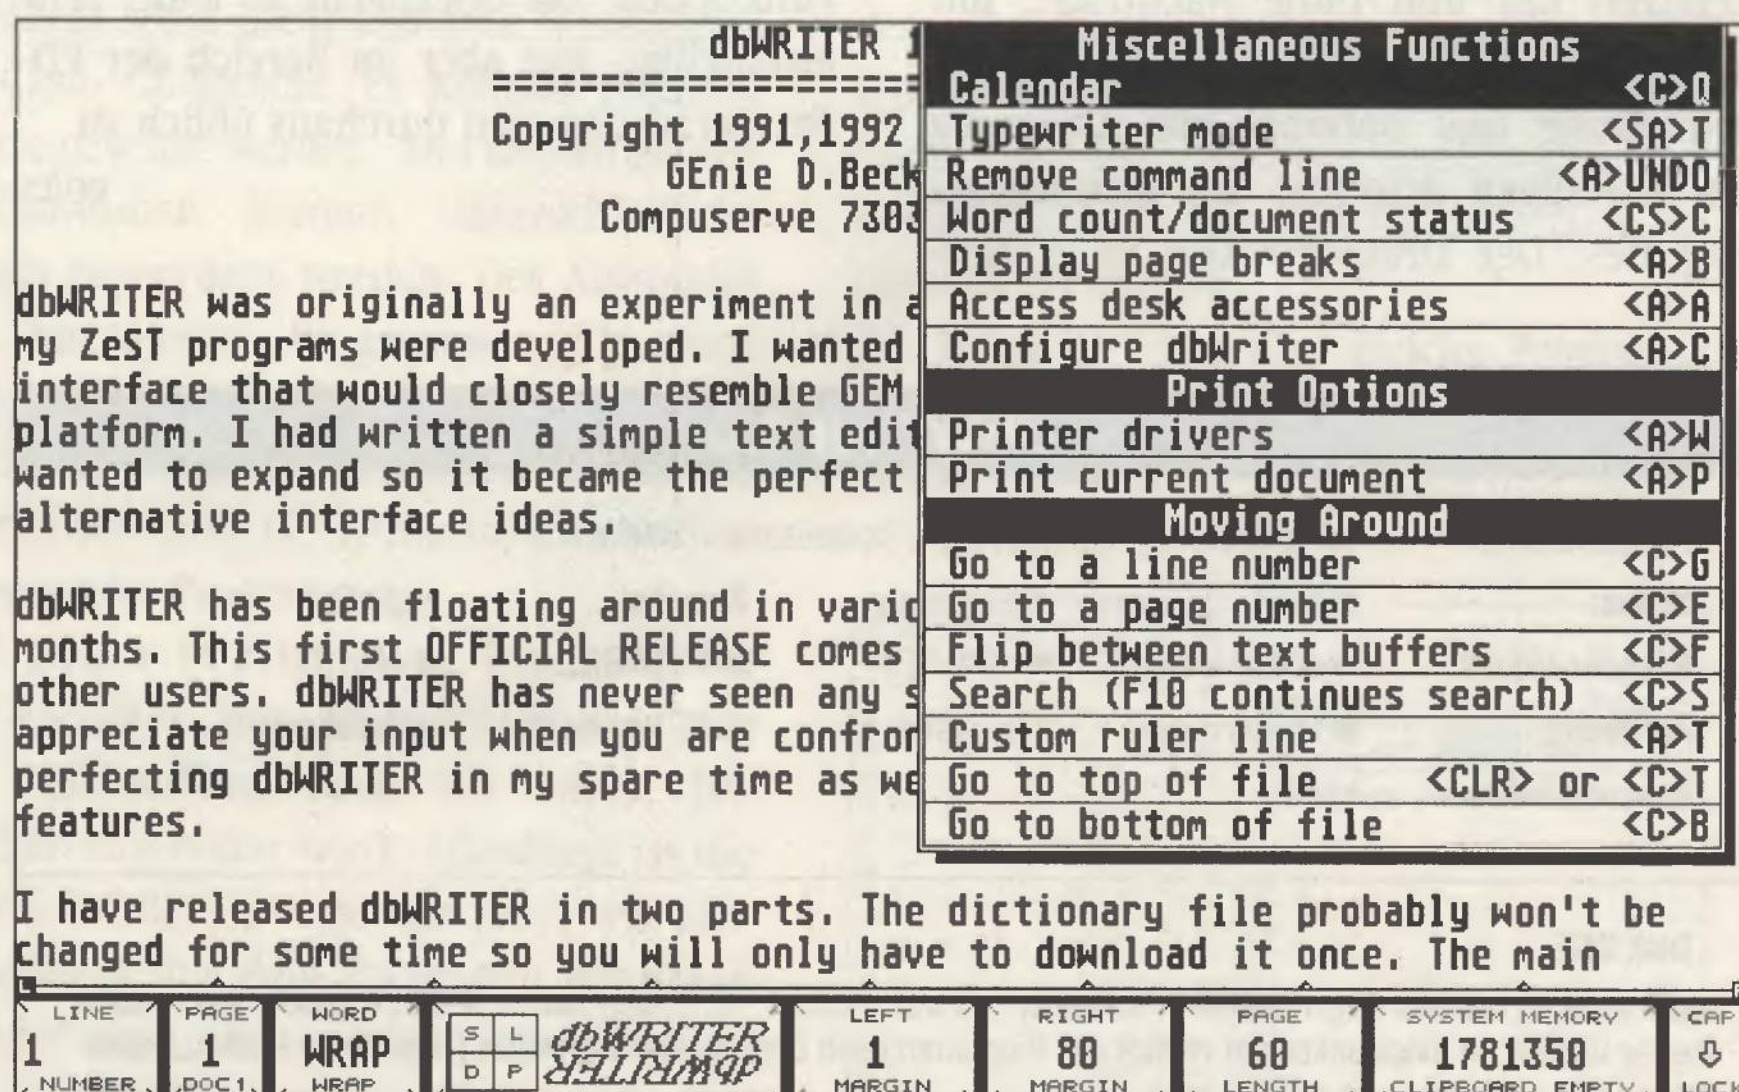 dbWRITER
====================
Copyright 1991,1992
GEnie D.Beck
Compuserve 7303
dbWRITER was originally an experiment in a
my ZeST programs were developed. I wanted
interface that would closely resemble GEM
platform. I had written a simple text edit
wanted to expand so it became the perfect
alternative interface ideas.
dbWRITER has been floating around in vario
months. This first OFFICIAL RELEASE comes
other users. dbWRITER has never seen any s
appreciate your input when you are confron
perfecting dbWRITER in my spare time as we
features.
Miscellaneous Functions
Calendar <C>Q
Typewriter mode <SA>T
Remove command line <A>UNDO
Word count/document status <CS>C
Display page breaks <A>B
Access desk accessories <A>A
Configure dbWriter <A>C
Print Options
Printer drivers <A>W
Print current document <A>P
Moving Around
Go to a line number <C>G
Go to a page number <C>E
Flip between text buffers <C>F
Search (F10 continues search) <C>S
Custom ruler line <A>T
Go to top of file <CLR> or <C>T
Go to bottom of file <C>B
I have released dbWRITER in two parts. The dictionary file probably won't be
changed for some time so you will only have to download it once. The main
LINE PAGE WORD LEFT RIGHT PAGE SYSTEM MEMORY CAP
S L dbWRITER
1 1 WRAP 1 80 60 1781350
D P dbWRITER
NUMBER DOC1 WRAP MARGIN MARGIN LENGTH CLIPBOARD EMPTY LOCK